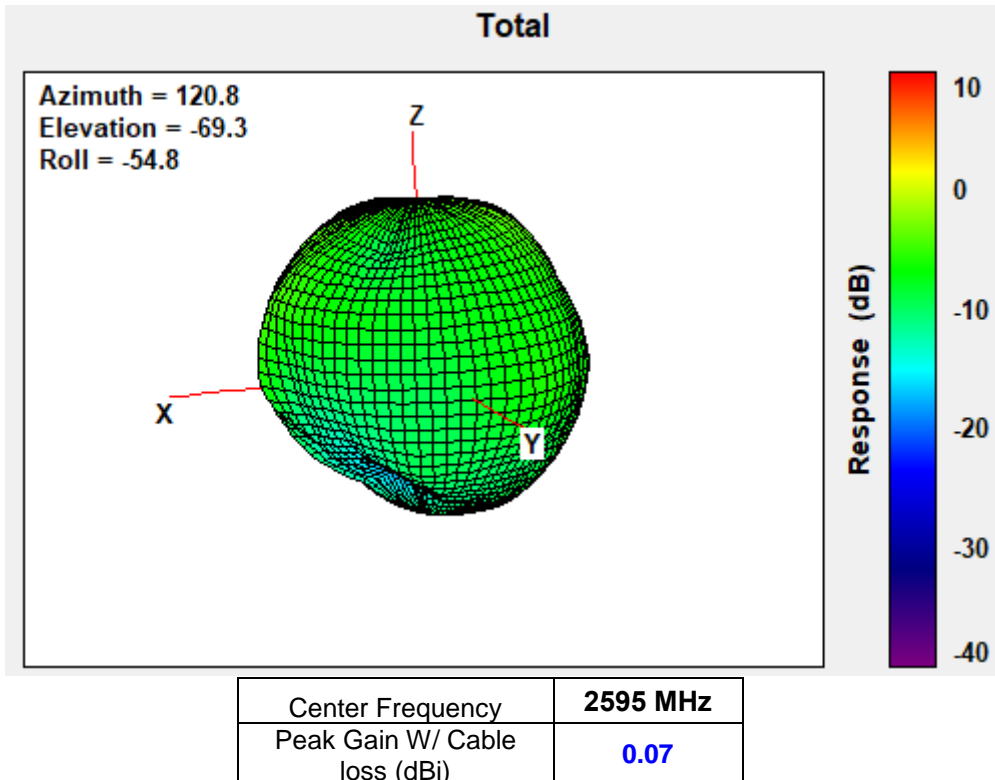 Total
Azimuth = 120.8
Elevation = -69.3
Roll = -54.8
Z
X
Y
10
0
-10
-20
-30
-40
Response (dB)
Center Frequency 2595 MHz
Peak Gain W/ Cable
loss (dBi) 0.07